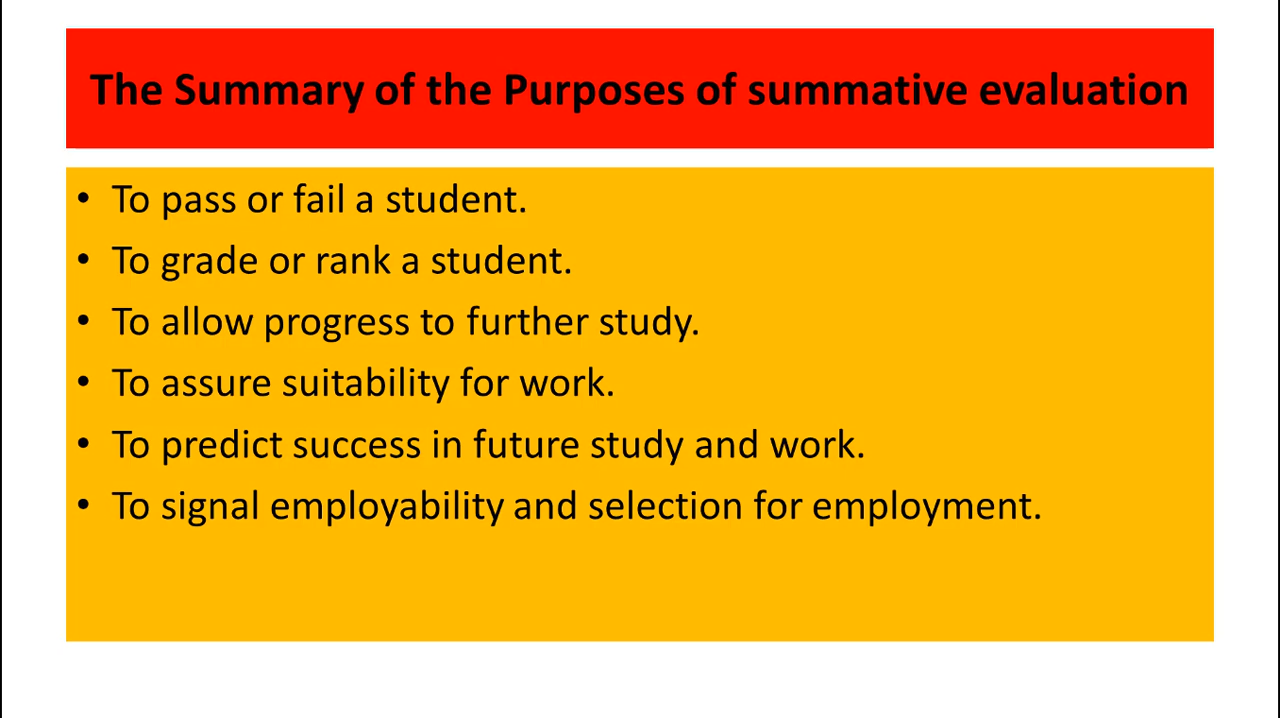 The Summary of the Purposes of summative evaluation
• To pass or fail a student.
• To grade or rank a student.
• To allow progress to further study.
• To assure suitability for work.
• To predict success in future study and work.
• To signal employability and selection for employment.